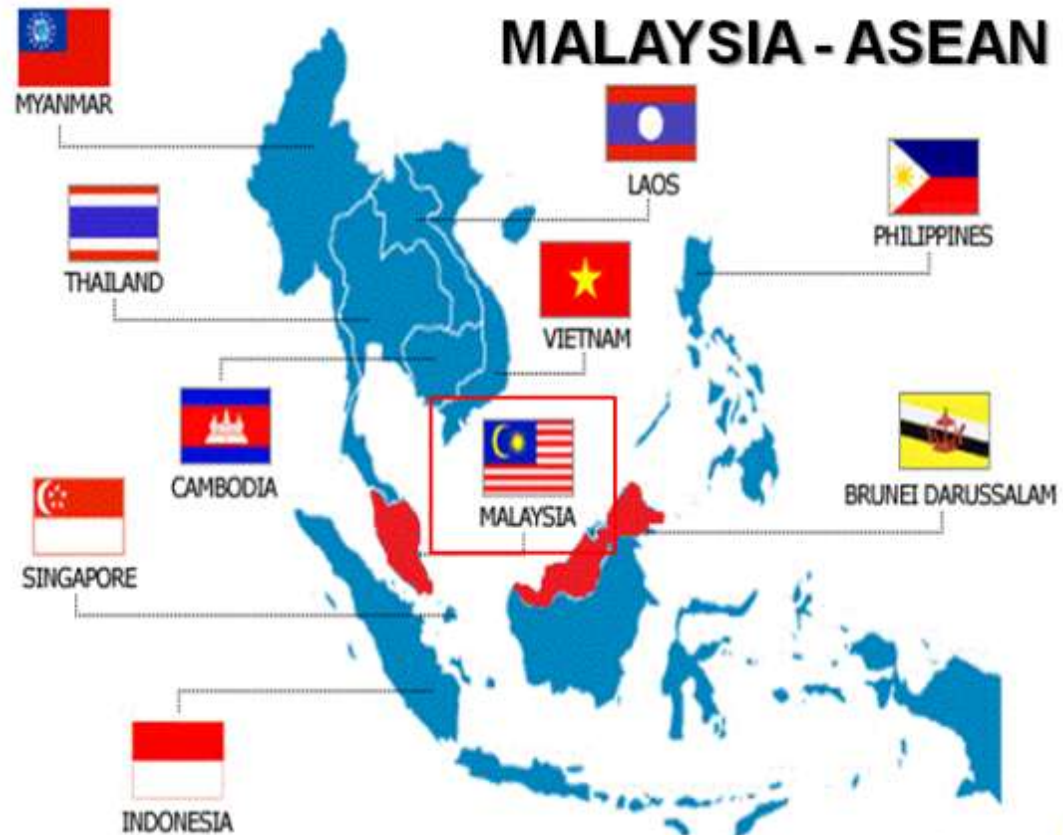 MALAYSIA - ASEAN
MYANMAR
LAOS
PHILIPPINES
THAILAND
VIETNAM
CAMBODIA
MALAYSIA
BRUNEI DARUSSALAM
SINGAPORE
INDONESIA